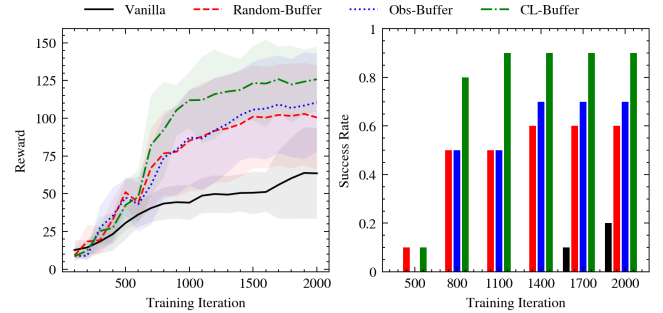 Vanilla Random-Buffer Obs-Buffer CL-Buffer
150
125
100
75
50
25
0
Reward
500 1000 1500 2000
Training Iteration
1
0.8
0.6
0.4
0.2
0
Success Rate
500 800 1100 1400 1700 2000
Training Iteration